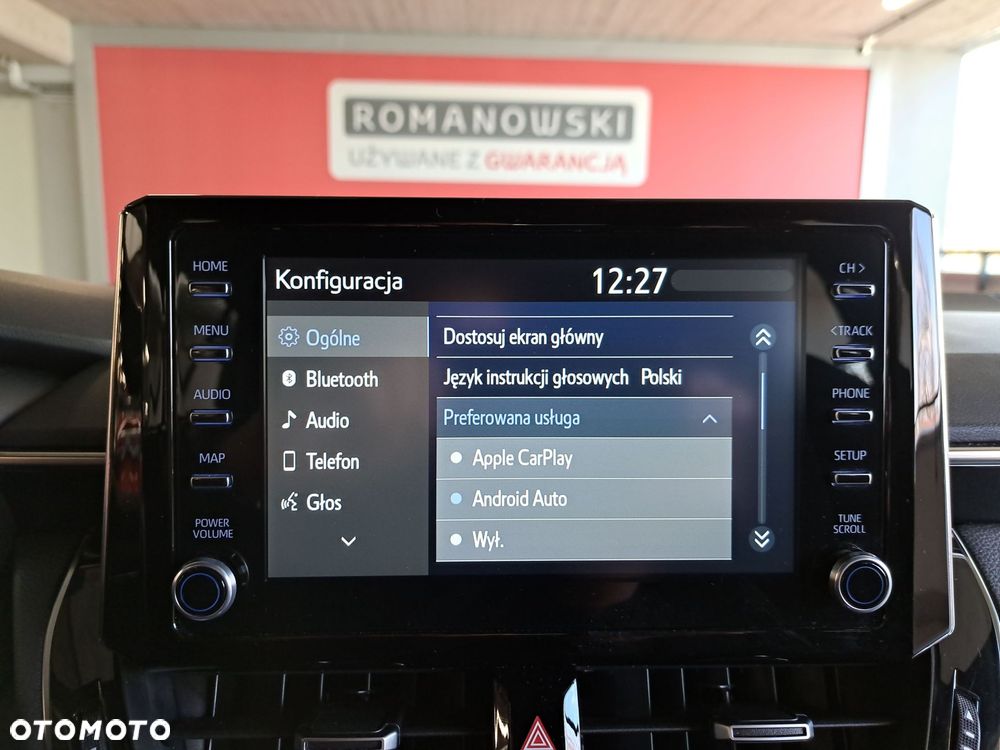 ROMANOWSKI
UŻYWANE Z GWARANCJĄ
HOME
MENU
AUDIO
MAP
POWER
VOLUME
Konfiguracja
12:27
Ogólne
Bluetooth
Audio
Telefon
Głos
Dostosuj ekran główny
Język instrukcji głosowych Polski
Preferowana usługa
Apple CarPlay
Android Auto
Wył.
CH >
< TRACK
PHONE
SETUP
TUNE
SCROLL
OTOMOTO